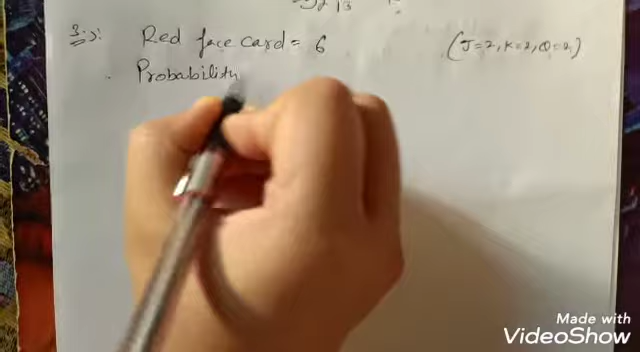 3.): Red face card = 6 (J=2, K=2, Q=2)
Probability
Made with
VideoShow